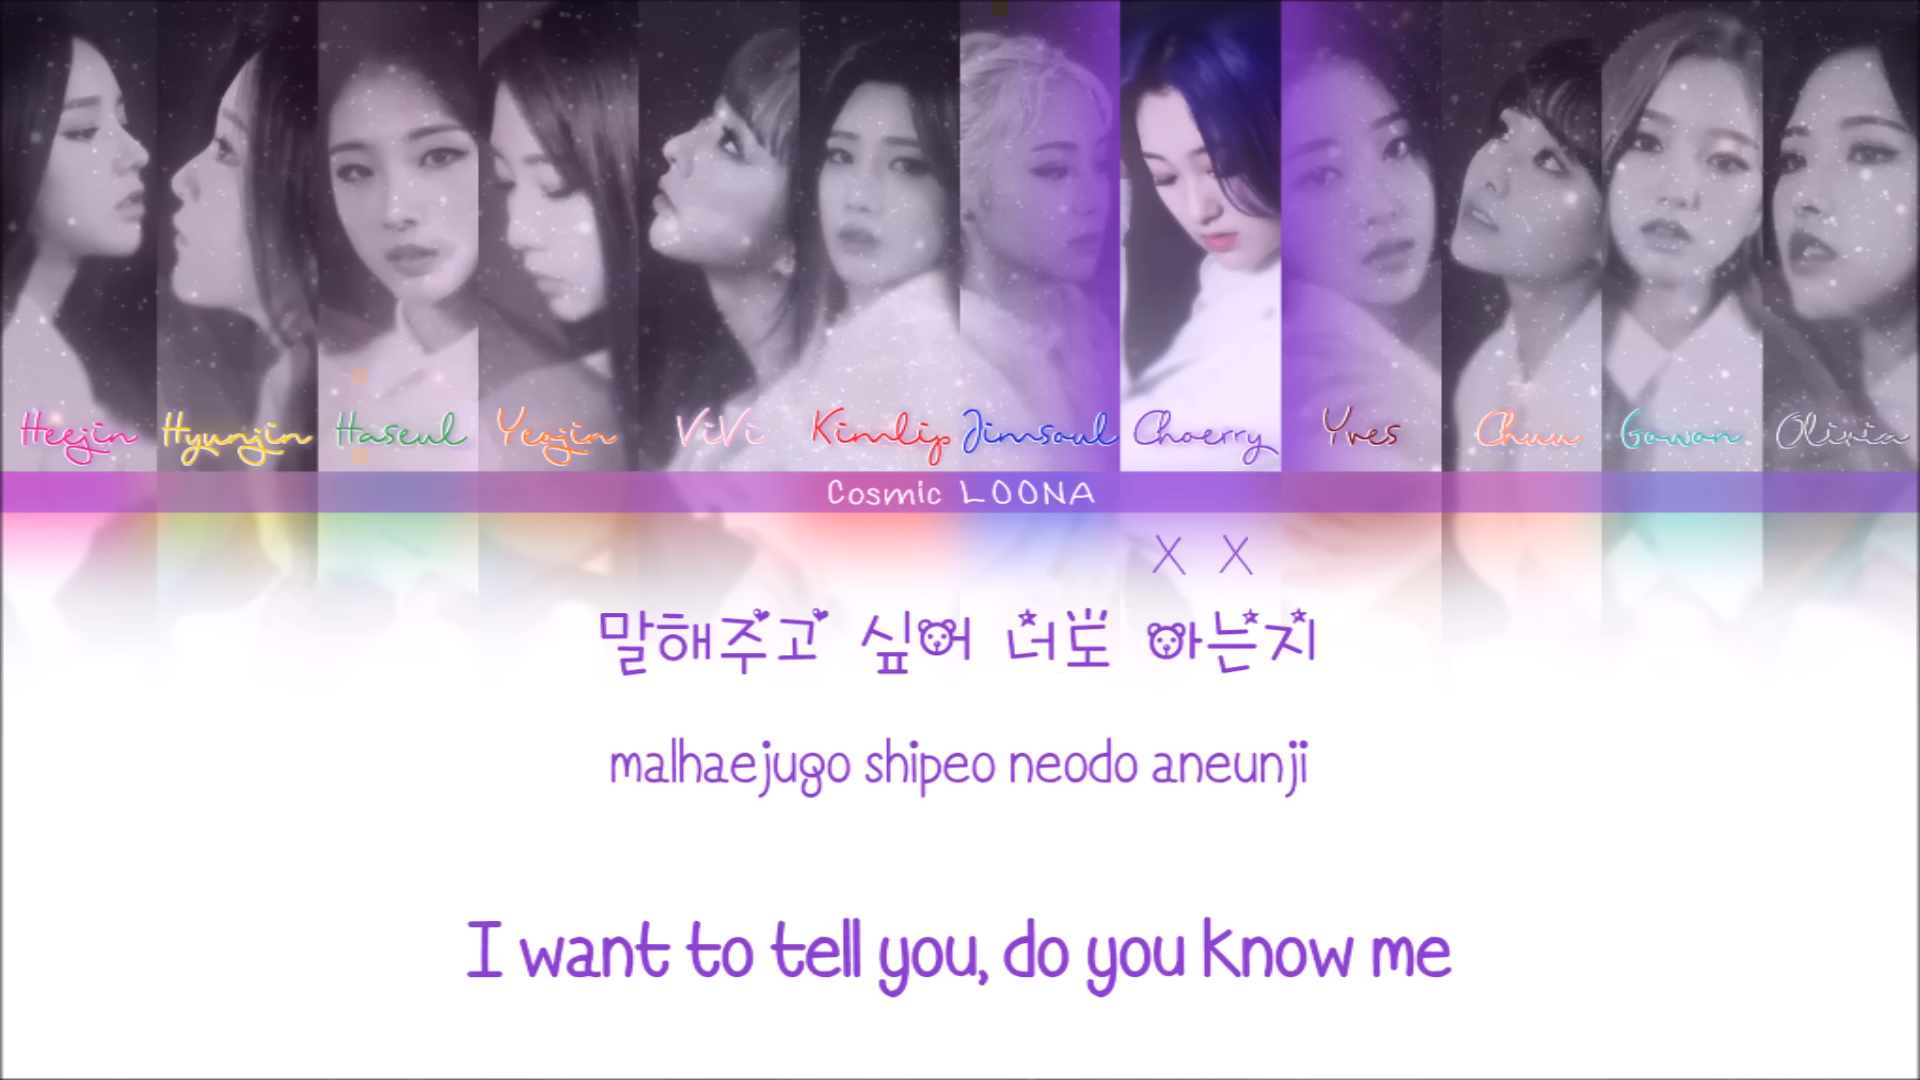 Heejin Hyunjin Haseul Yeojin ViVi Kimlip Jinsoul Choerry Yves Chuu Gowon Olivia
Cosmic LOONA
X X
말해주고 싶어 너도 아는지
malhaejugo shipeo neodo aneunji
I want to tell you, do you know me